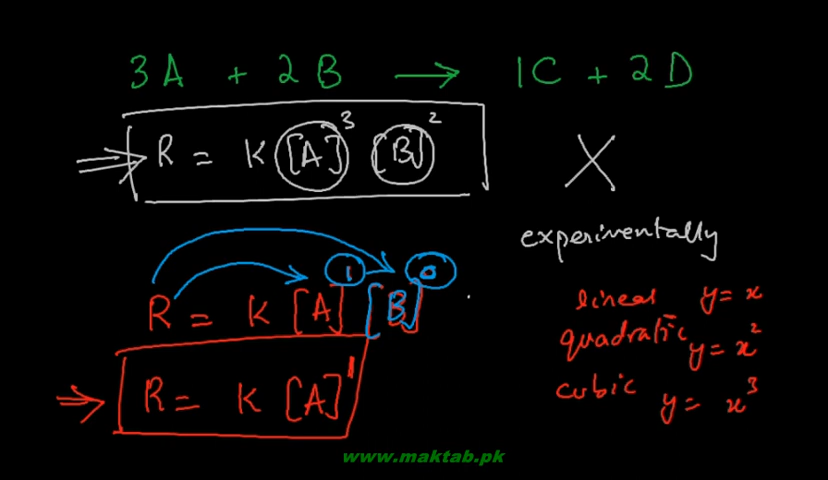 3A + 2B → 1C + 2D
⇒ R = K [A]³ [B]² X
experimentally
R = K [A]¹ [B]⁰
linear y = x
quadratic y = x²
cubic y = x³
⇒ R = K [A]¹
www.maktab.pk